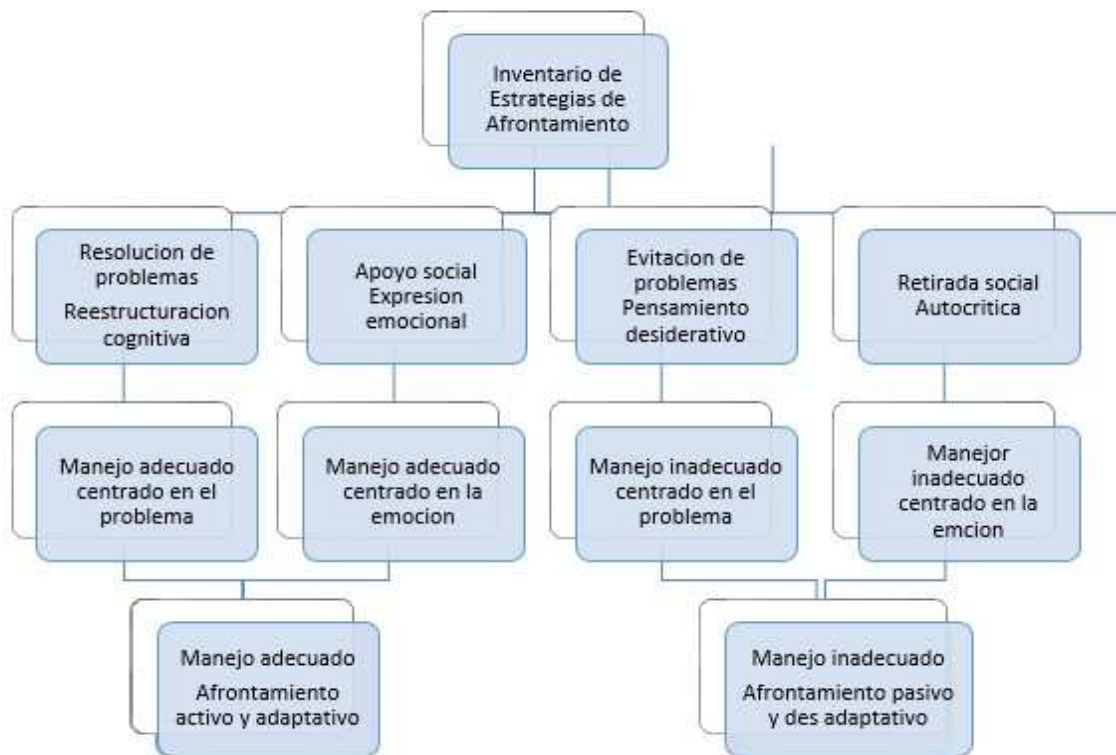 Inventario de
Estrategias de
Afrontamiento
Resolucion de
problemas
Reestructuracion
cognitiva
Apoyo social
Expresion
emocional
Evitacion de
problemas
Pensamiento
desiderativo
Retirada social
Autocritica
Manejo adecuado
centrado en el
problema
Manejo adecuado
centrado en la
emocion
Manejo inadecuado
centrado en el
problema
Manejor
inadecuado
centrado en la
emcion
Manejo adecuado
Afrontamiento
activo y adaptativo
Manejo inadecuado
Afrontamiento pasivo
y des adaptativo